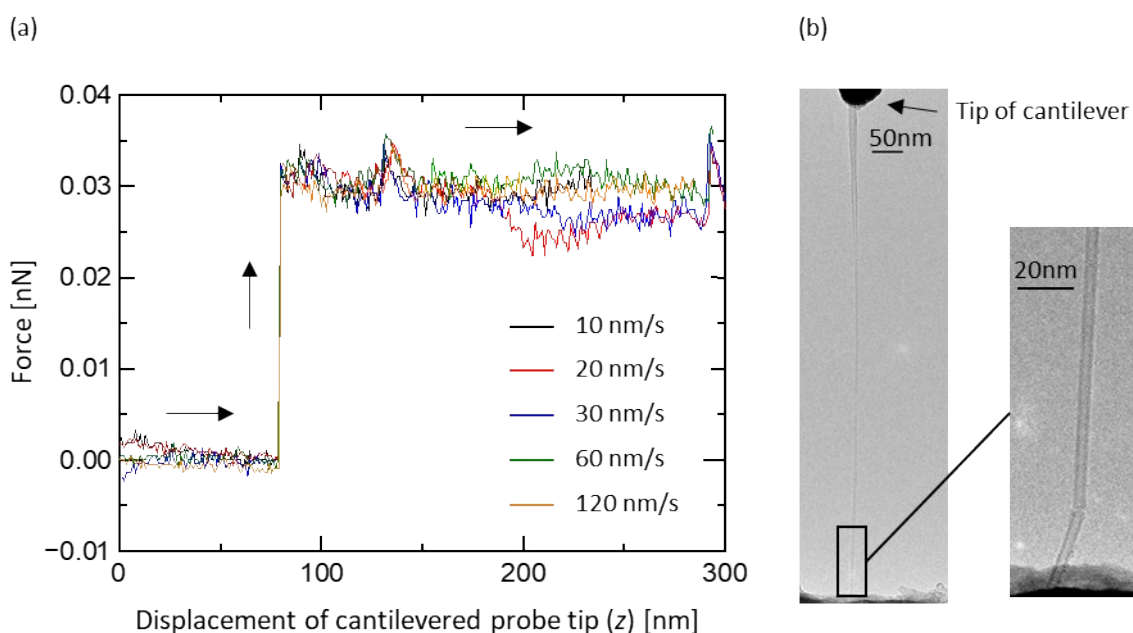 (a)
(b)
0.04
0.03
0.02
0.01
0.00
−0.01
Force [nN]
10 nm/s
20 nm/s
30 nm/s
60 nm/s
120 nm/s
0
100
200
300
Displacement of cantilevered probe tip (z) [nm]
Tip of cantilever
50nm
20nm